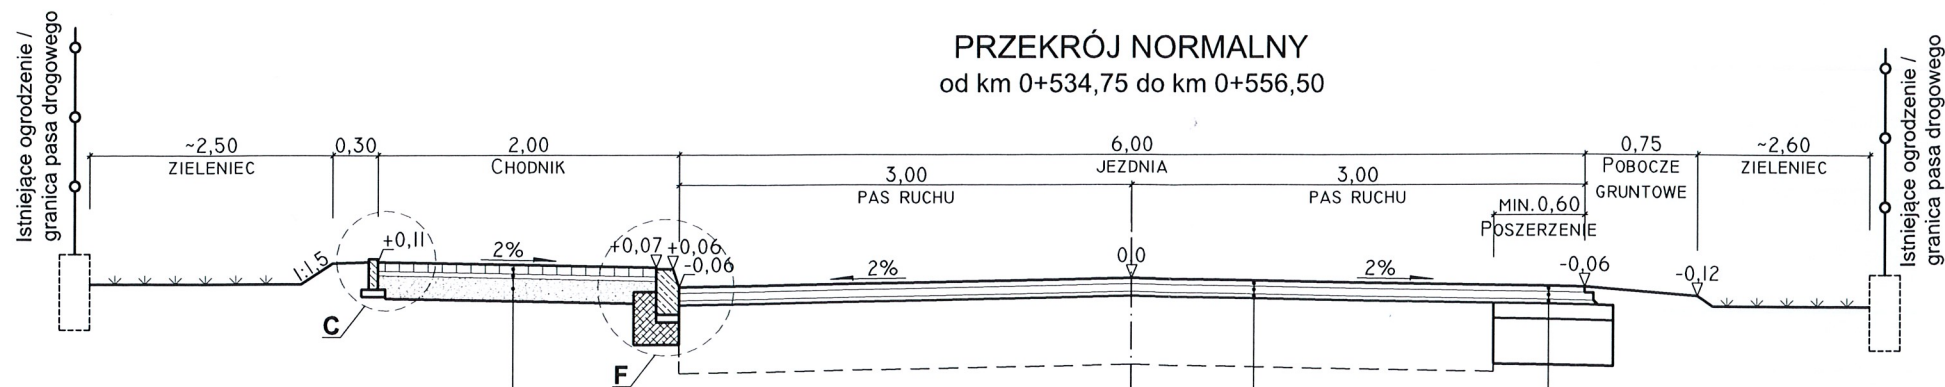 Istniejące ogrodzenie /
granica pasa drogowego
PRZEKRÓJ NORMALNY
od km 0+534,75 do km 0+556,50
~2,50
ZIELENIEC
0,30
2,00
CHODNIK
6,00
JEZDNIA
0,75
POBOCZE
GRUNTOWE
~2,60
ZIELENIEC
3,00
PAS RUCHU
3,00
PAS RUCHU
MIN.0,60
POSZERZENIE
1:1,5
+0,11
2%
+0,07
+0,06
-0,06
2%
0,0
2%
-0,06
-0,12
C
F
Istniejące ogrodzenie /
granica pasa drogowego